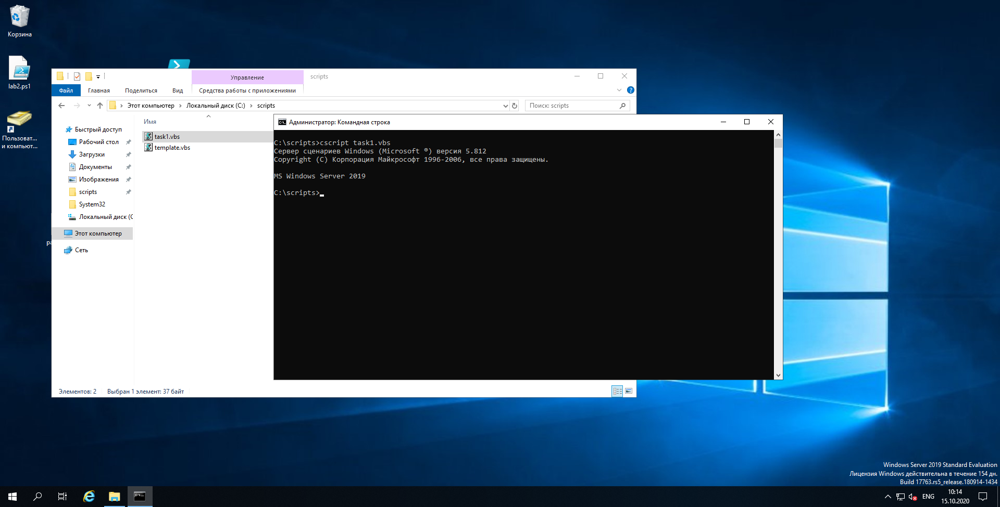 Корзина
lab2.ps1
Пользоват...
и компьют...
Управление
scripts
Файл
Главная
Поделиться
Вид
Средства работы с приложениями
Этот компьютер
Локальный диск (C:)
scripts
Поиск: scripts
Быстрый доступ
Рабочий стол
Загрузки
Документы
Изображения
scripts
System32
Локальный диск (C
Этот компьютер
Сеть
Имя
task1.vbs
template.vbs
Элементов: 2
Выбран 1 элемент: 37 байт
Администратор: Командная строка
C:\scripts>cscript task1.vbs
Сервер сценариев Windows (Microsoft ®) версия 5.812
Copyright (C) Корпорация Майкрософт 1996-2006, все права защищены.
MS Windows Server 2019
C:\scripts>
Windows Server 2019 Standard Evaluation
Лицензия Windows действительна в течение 154 дн.
Build 17763.rs5_release.180914-1434
ENG
10:14
15.10.2020